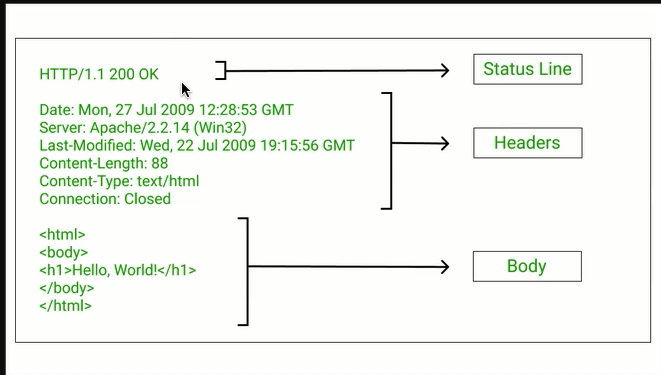 HTTP/1.1 200 OK
Status Line
Date: Mon, 27 Jul 2009 12:28:53 GMT
Server: Apache/2.2.14 (Win32)
Last-Modified: Wed, 22 Jul 2009 19:15:56 GMT
Content-Length: 88
Content-Type: text/html
Connection: Closed
Headers
<html>
<body>
<h1>Hello, World!</h1>
</body>
</html>
Body